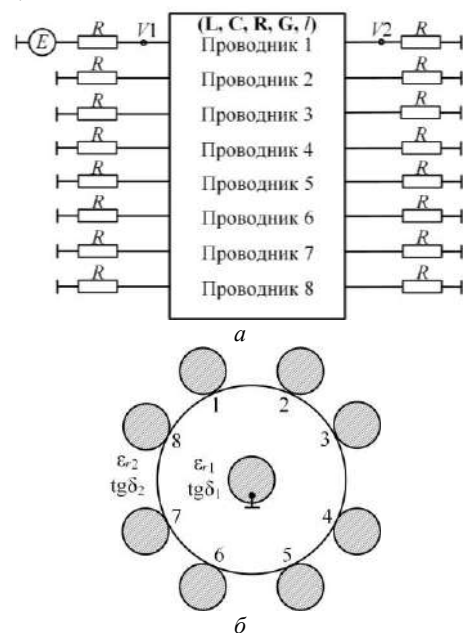 (L, C, R, G, l)
E R V1 Проводник 1 V2 R
R Проводник 2 R
R Проводник 3 R
R Проводник 4 R
R Проводник 5 R
R Проводник 6 R
R Проводник 7 R
R Проводник 8 R
а
1 2
8 3
εr2 εr1
tgδ2 tgδ1
7 4
6 5
б